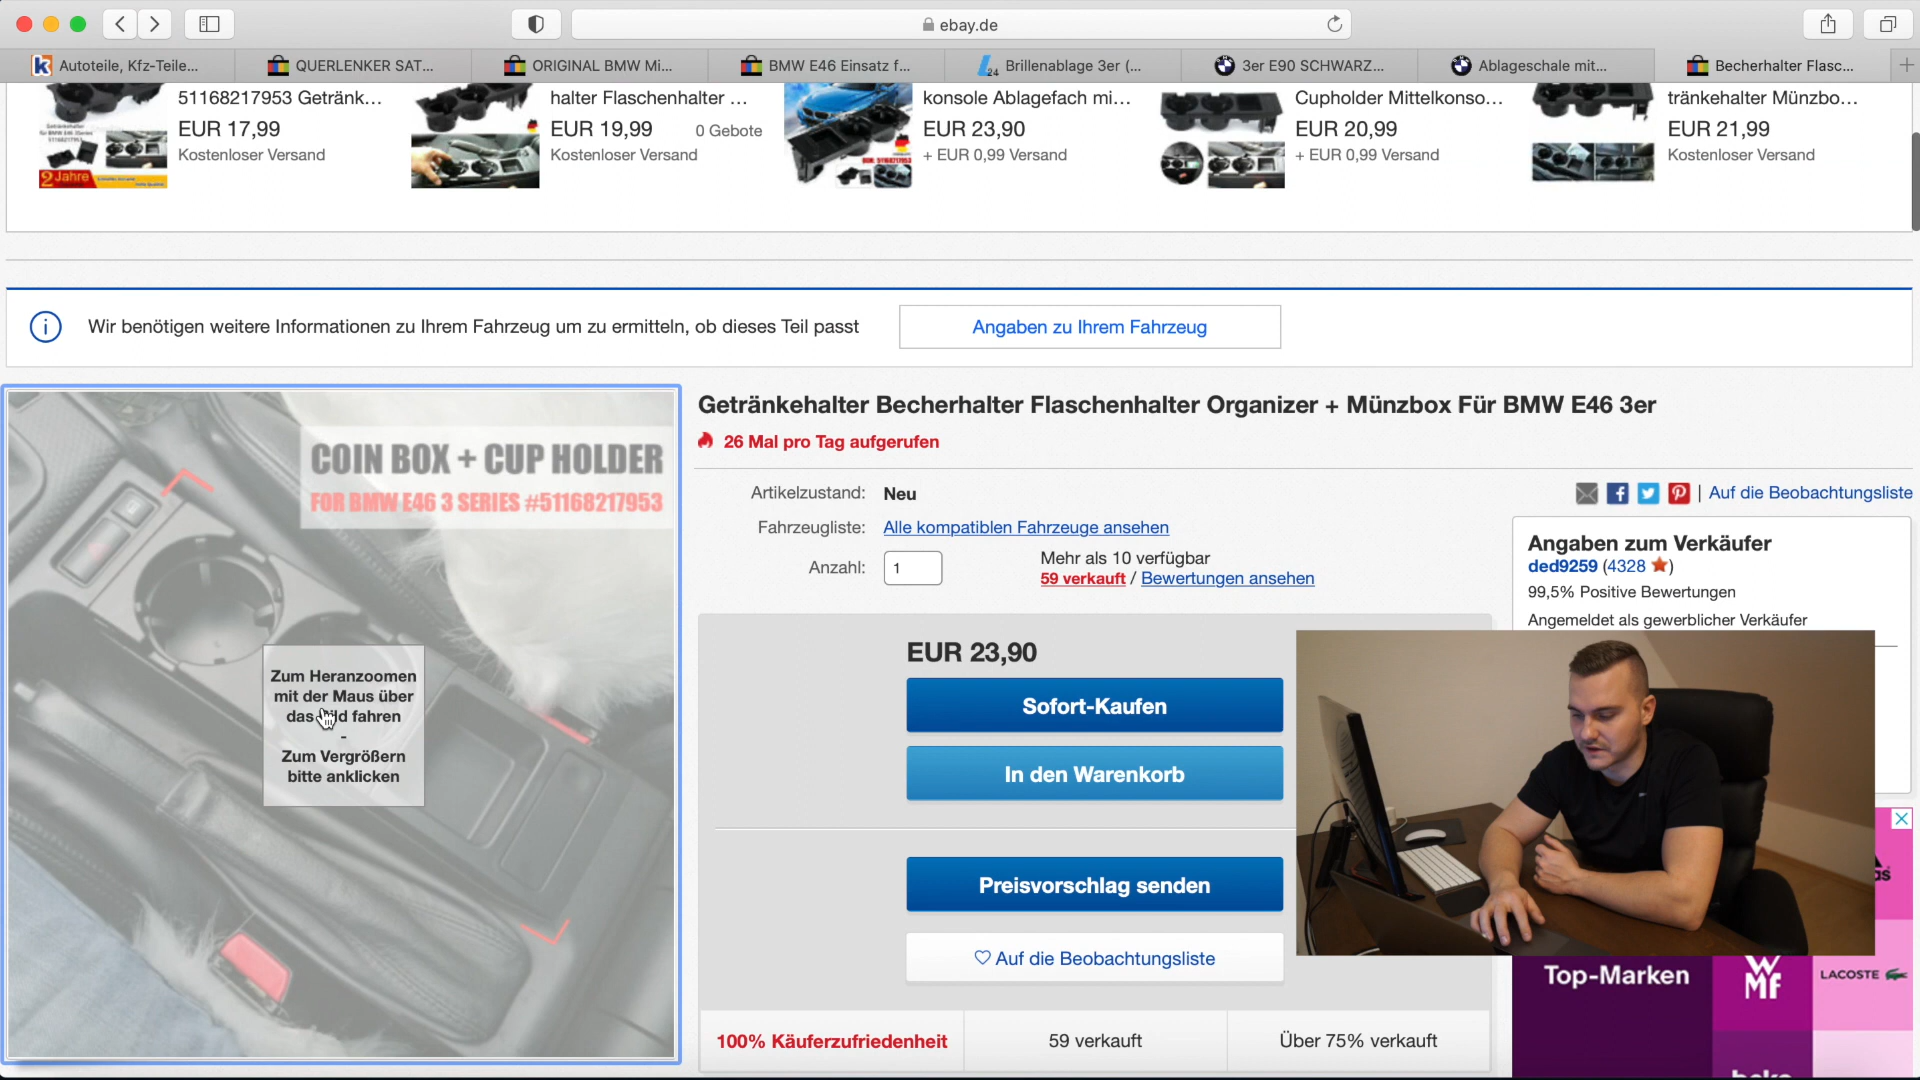 ebay.de
Autoteile, Kfz-Teile...
QUERLENKER SAT...
ORIGINAL BMW Mi...
BMW E46 Einsatz f...
24 Brillenablage 3er (...
3er E90 SCHWARZ...
Ablageschale mit...
Becherhalter Flasc...
51168217953 Getränk...
EUR 17,99
Kostenloser Versand
2 Jahre
halter Flaschenhalter ...
EUR 19,99 0 Gebote
Kostenloser Versand
konsole Ablagefach mi...
EUR 23,90
+ EUR 0,99 Versand
Cupholder Mittelkonso...
EUR 20,99
+ EUR 0,99 Versand
tränkehalter Münzbo...
EUR 21,99
Kostenloser Versand
Wir benötigen weitere Informationen zu Ihrem Fahrzeug um zu ermitteln, ob dieses Teil passt
Angaben zu Ihrem Fahrzeug
COIN BOX + CUP HOLDER
FOR BMW E46 3 SERIES #51168217953
Zum Heranzoomen
mit der Maus über
das Bild fahren
-
Zum Vergrößern
bitte anklicken
Getränkehalter Becherhalter Flaschenhalter Organizer + Münzbox Für BMW E46 3er
26 Mal pro Tag aufgerufen
Artikelzustand: Neu
Fahrzeugliste: Alle kompatiblen Fahrzeuge ansehen
Anzahl: 1
Mehr als 10 verfügbar
59 verkauft / Bewertungen ansehen
| Auf die Beobachtungsliste
EUR 23,90
Sofort-Kaufen
In den Warenkorb
Preisvorschlag senden
Auf die Beobachtungsliste
100% Käuferzufriedenheit
59 verkauft
Über 75% verkauft
Angaben zum Verkäufer
ded9259 (4328)
99,5% Positive Bewertungen
Angemeldet als gewerblicher Verkäufer
Top-Marken
WMF
LACOSTE
beko